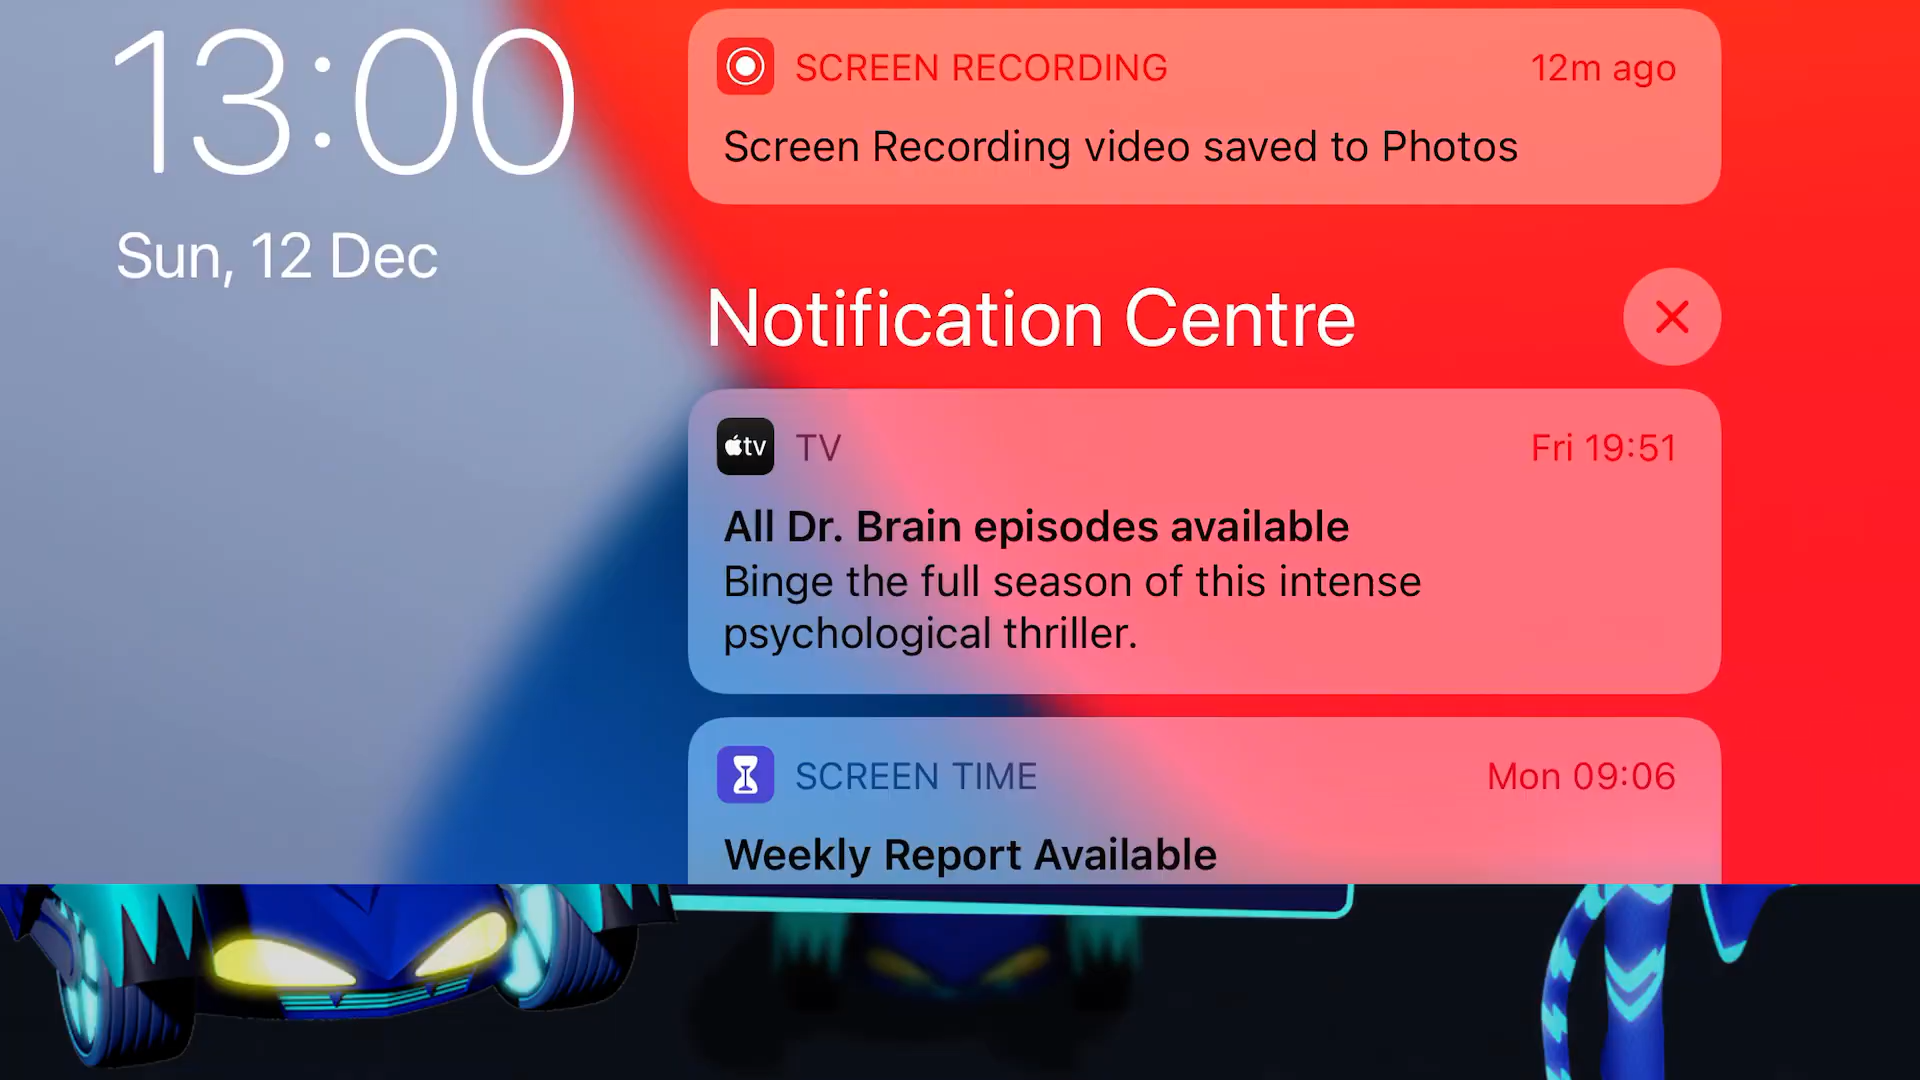 13:00
Sun, 12 Dec
SCREEN RECORDING
12m ago
Screen Recording video saved to Photos
Notification Centre
tv
TV
Fri 19:51
All Dr. Brain episodes available
Binge the full season of this intense
psychological thriller.
SCREEN TIME
Mon 09:06
Weekly Report Available